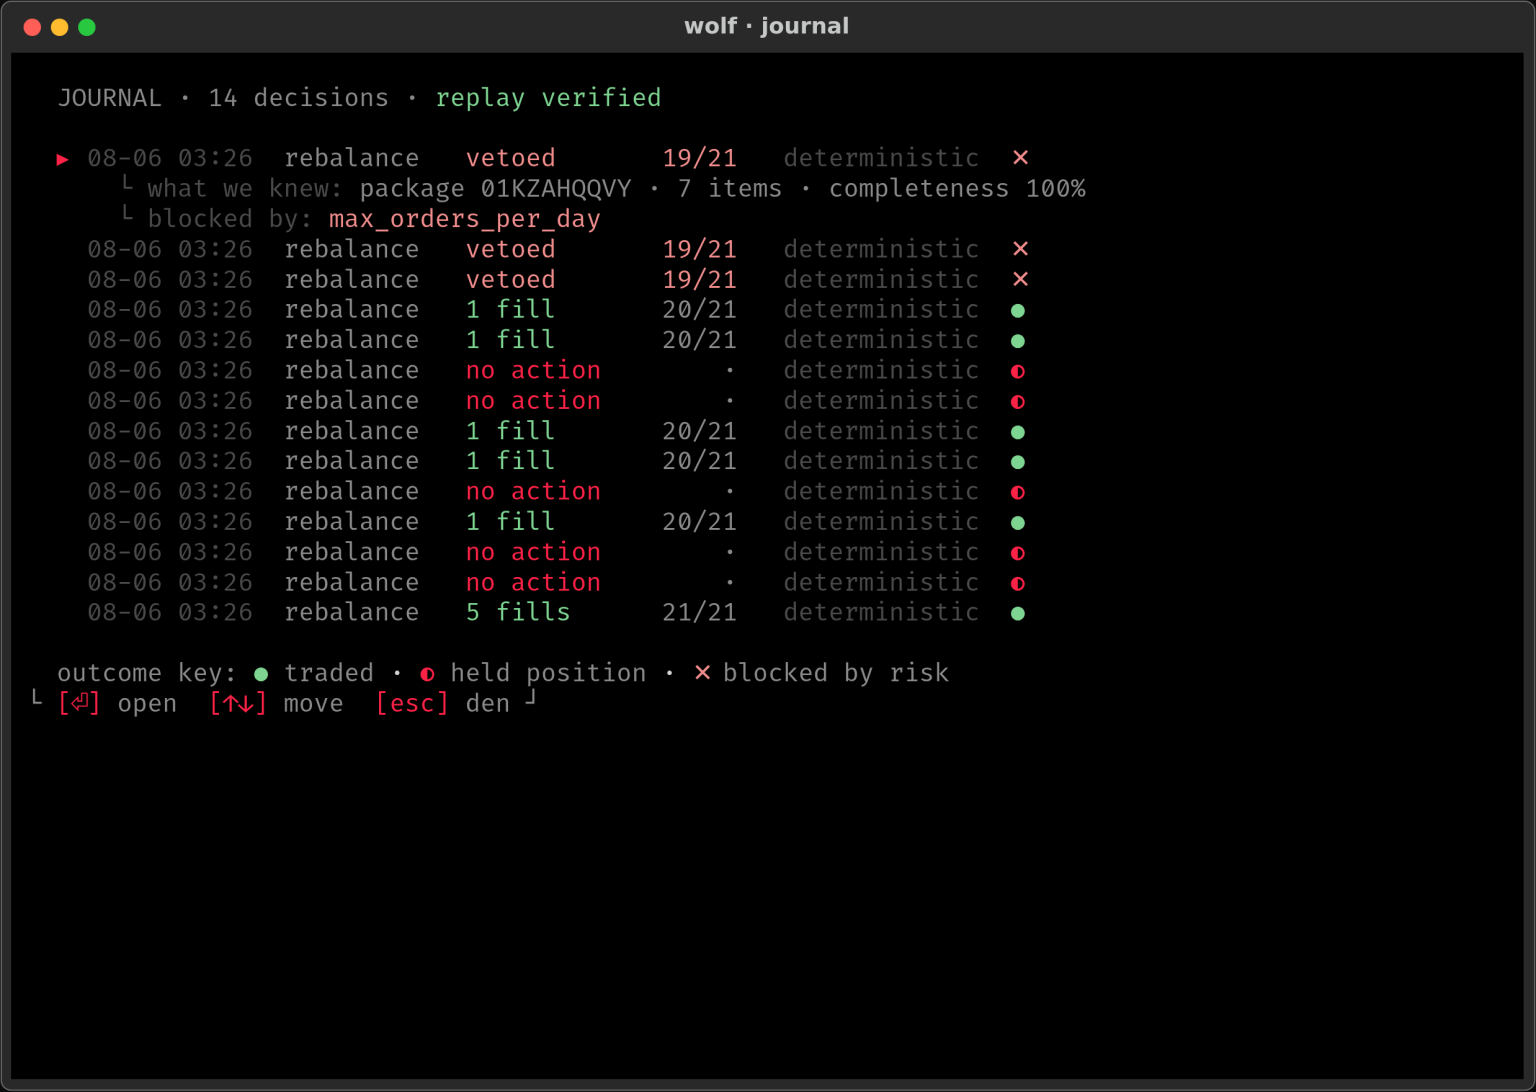 wolf · journal
JOURNAL · 14 decisions · replay verified
▶ 08-06 03:26 rebalance vetoed 19/21 deterministic ✕
└ what we knew: package 01KZAHQQVY · 7 items · completeness 100%
└ blocked by: max_orders_per_day
08-06 03:26 rebalance vetoed 19/21 deterministic ✕
08-06 03:26 rebalance vetoed 19/21 deterministic ✕
08-06 03:26 rebalance 1 fill 20/21 deterministic ●
08-06 03:26 rebalance 1 fill 20/21 deterministic ●
08-06 03:26 rebalance no action · deterministic ◐
08-06 03:26 rebalance no action · deterministic ◐
08-06 03:26 rebalance 1 fill 20/21 deterministic ●
08-06 03:26 rebalance 1 fill 20/21 deterministic ●
08-06 03:26 rebalance no action · deterministic ◐
08-06 03:26 rebalance 1 fill 20/21 deterministic ●
08-06 03:26 rebalance no action · deterministic ◐
08-06 03:26 rebalance no action · deterministic ◐
08-06 03:26 rebalance 5 fills 21/21 deterministic ●
outcome key: ● traded · ◐ held position · ✕ blocked by risk
└ [⏎] open [↑↓] move [esc] den ┘